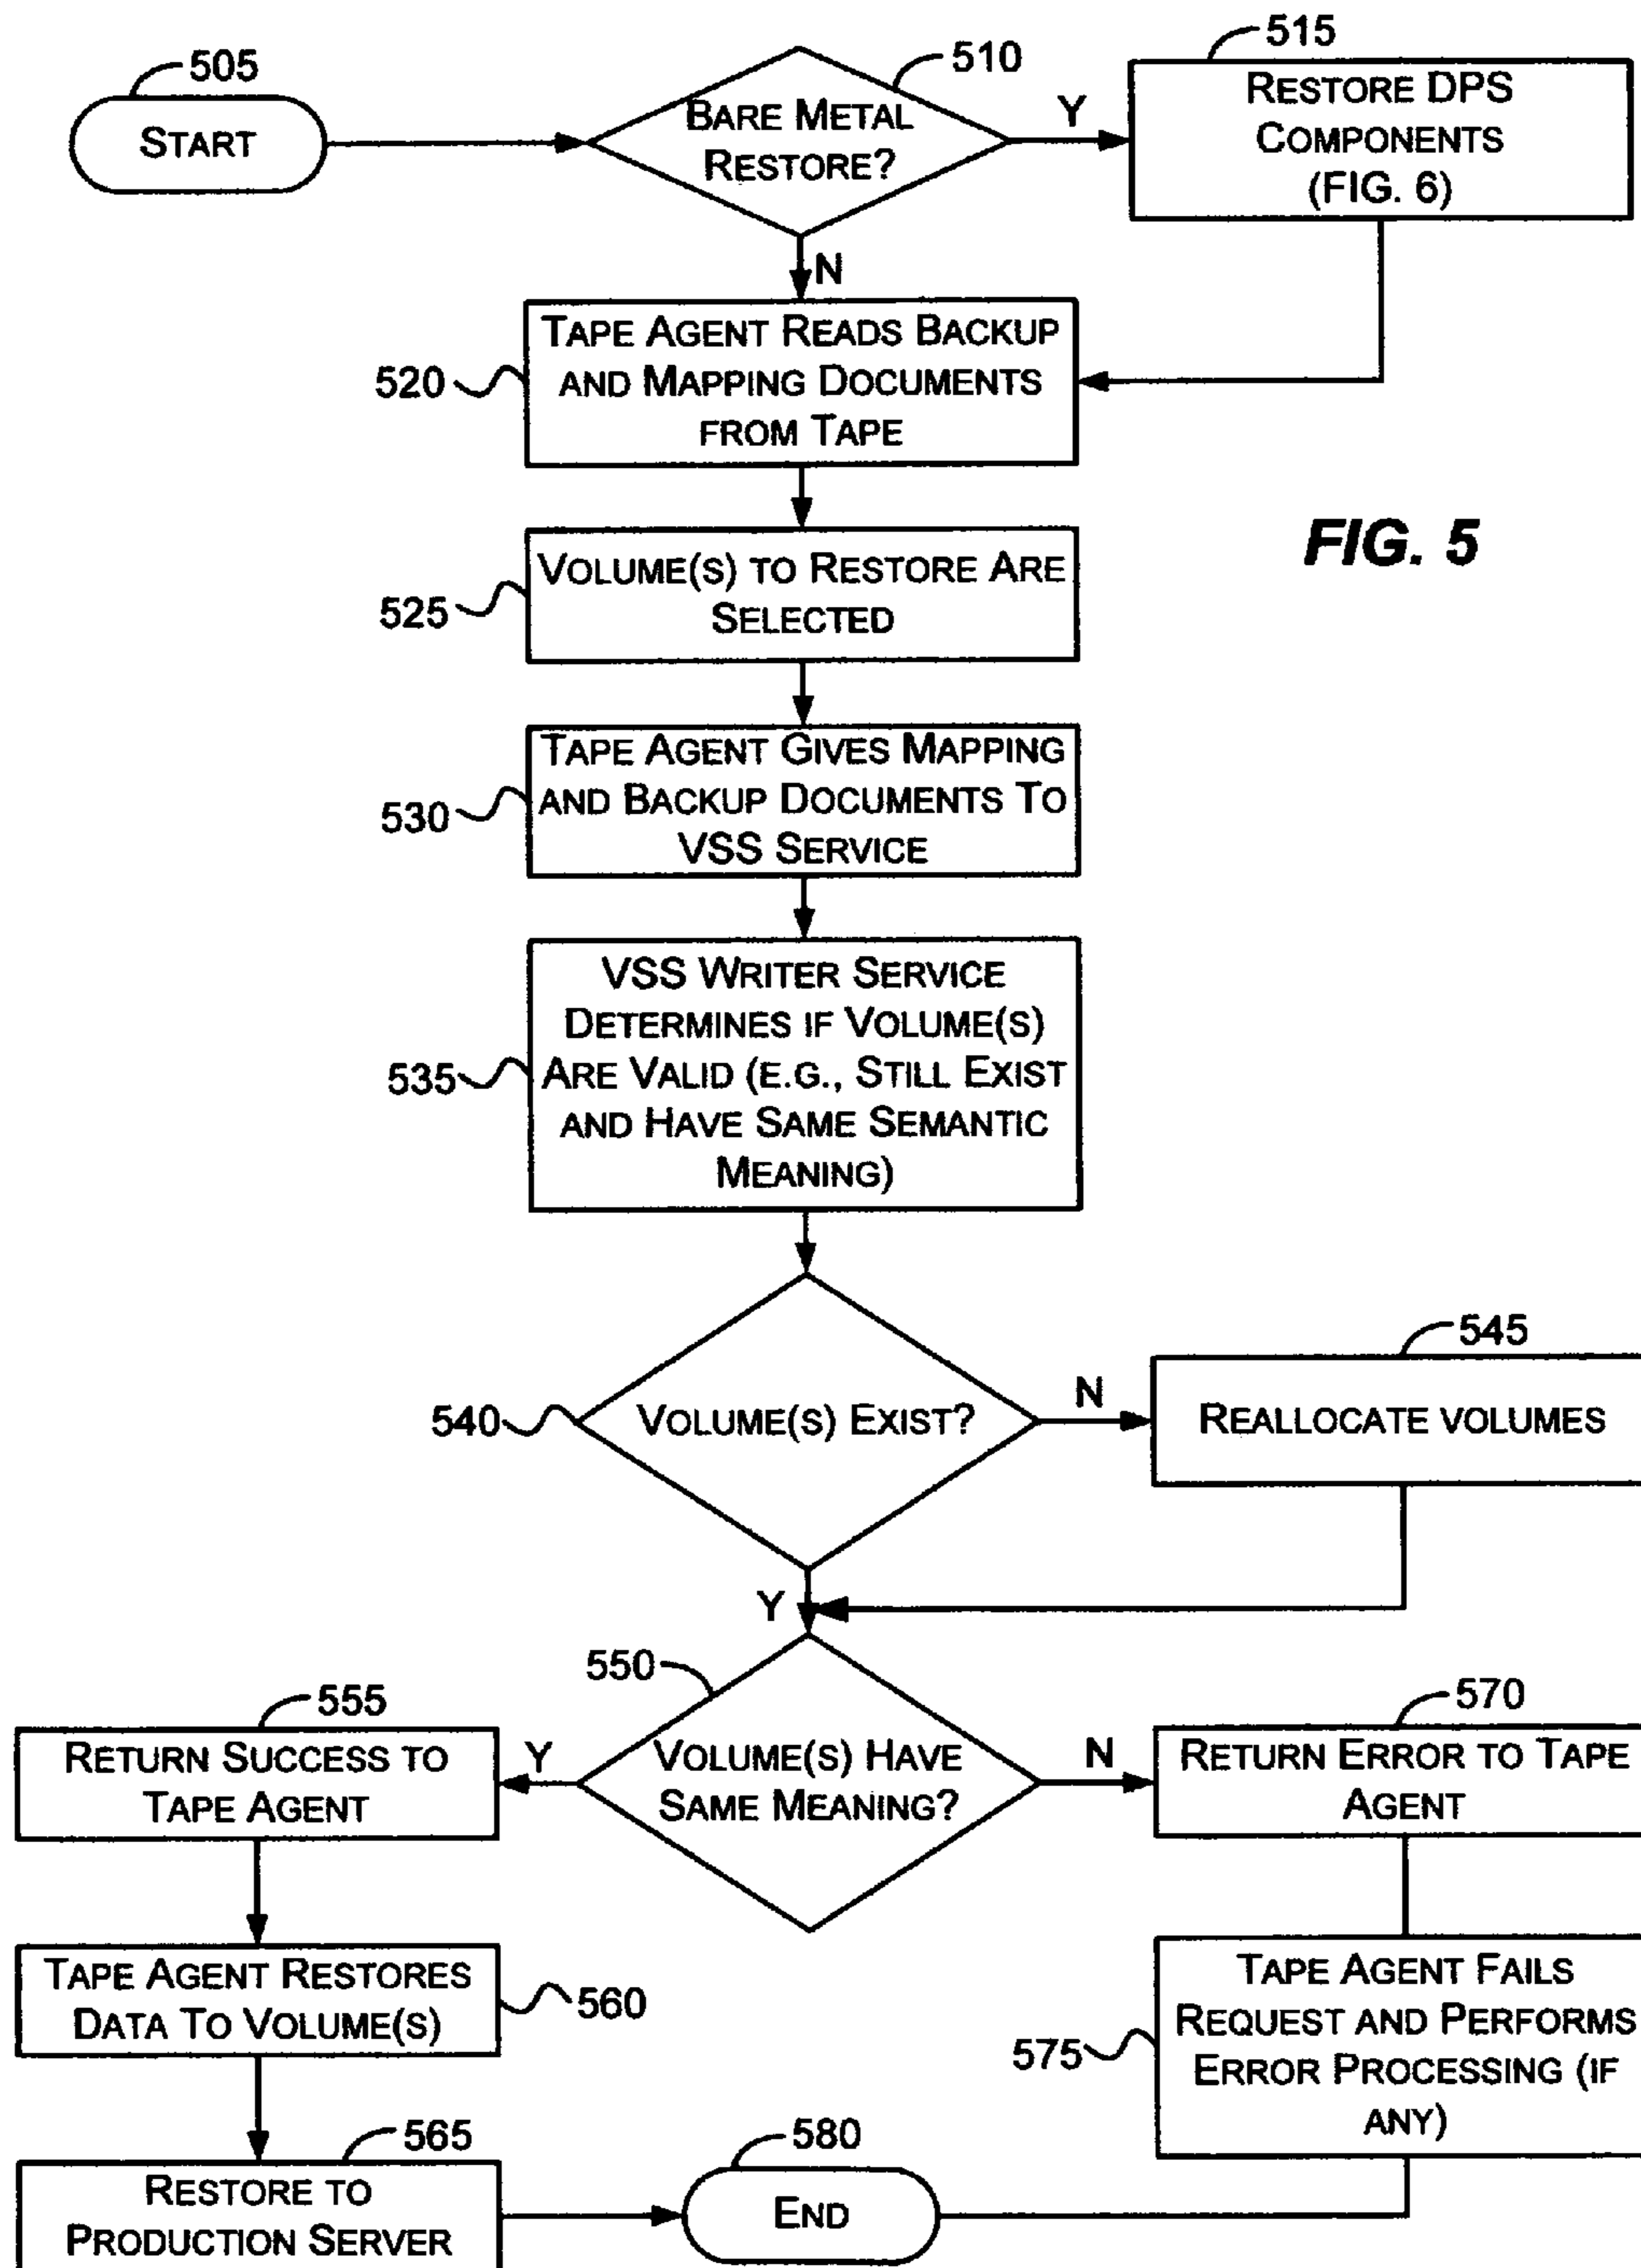 505
START
510
BARE METAL
RESTORE?
Y
515
RESTORE DPS
COMPONENTS
(FIG. 6)
N
520
TAPE AGENT READS BACKUP
AND MAPPING DOCUMENTS
FROM TAPE
FIG. 5
525
VOLUME(S) TO RESTORE ARE
SELECTED
530
TAPE AGENT GIVES MAPPING
AND BACKUP DOCUMENTS TO
VSS SERVICE
535
VSS WRITER SERVICE
DETERMINES IF VOLUME(S)
ARE VALID (E.G., STILL EXIST
AND HAVE SAME SEMANTIC
MEANING)
540
VOLUME(S) EXIST?
N
545
REALLOCATE VOLUMES
Y
550
VOLUME(S) HAVE
SAME MEANING?
Y
555
RETURN SUCCESS TO
TAPE AGENT
N
570
RETURN ERROR TO TAPE
AGENT
TAPE AGENT RESTORES
DATA TO VOLUME(S)
560
575
TAPE AGENT FAILS
REQUEST AND PERFORMS
ERROR PROCESSING (IF
ANY)
565
RESTORE TO
PRODUCTION SERVER
580
END